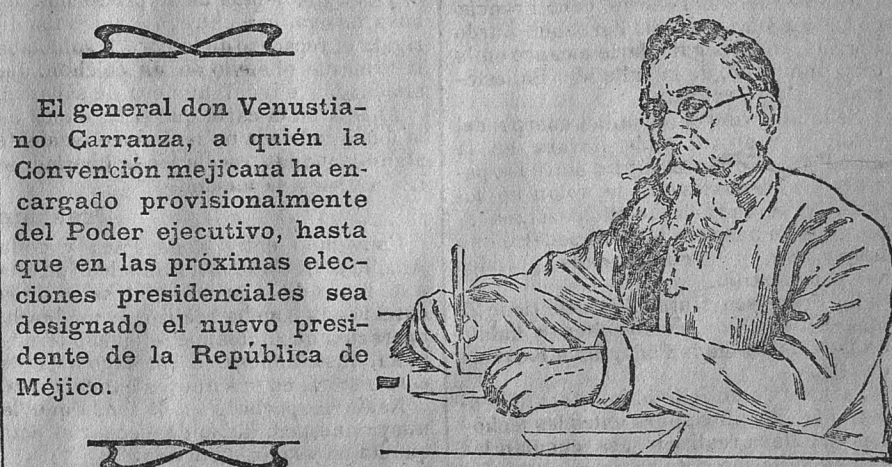 El general don Venustia-
no Carranza, a quién la
Convención mejicana ha en-
cargado provisionalmente
del Poder ejecutivo, hasta
que en las próximas elec-
ciones presidenciales sea
designado el nuevo presi-
dente de la República de
Méjico.